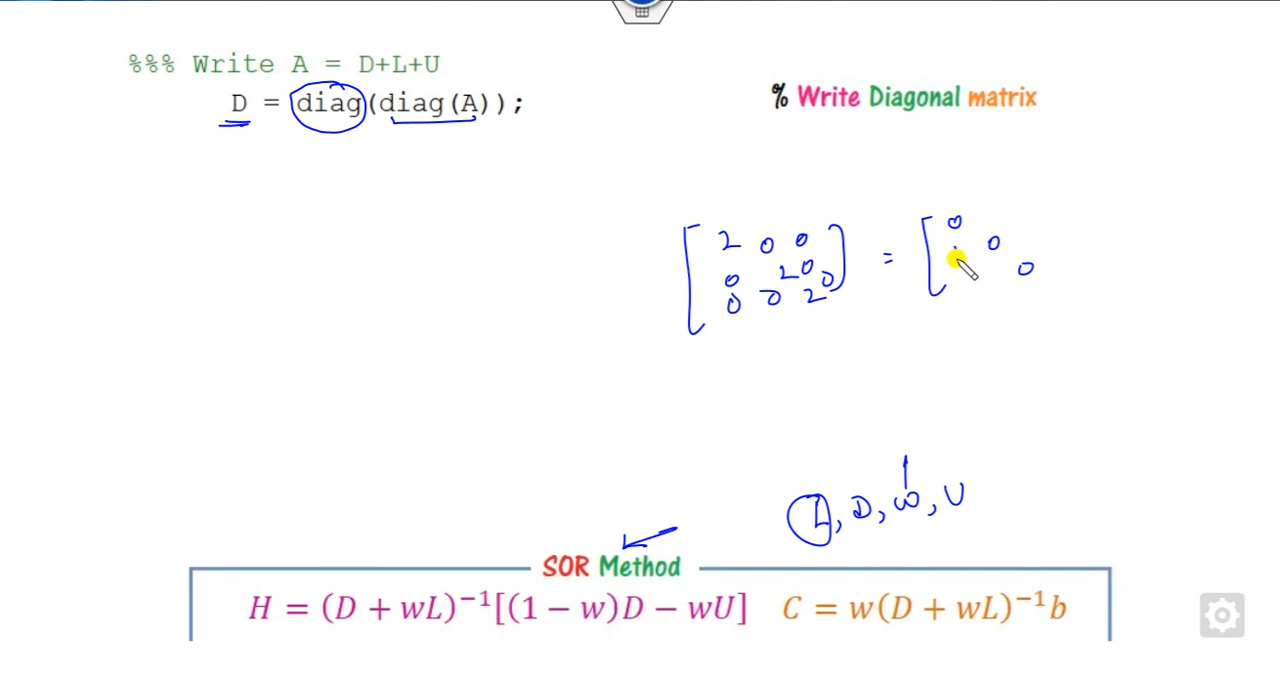 %%% Write A = D+L+U
D = diag(diag(A)); % Write Diagonal matrix
[ 2 0 0
0 2 0 0
0 0 2 ] = [ 0
0
0
L, D, w, U
SOR Method
H = (D + wL)⁻¹[(1 − w)D − wU] C = w(D + wL)⁻¹b